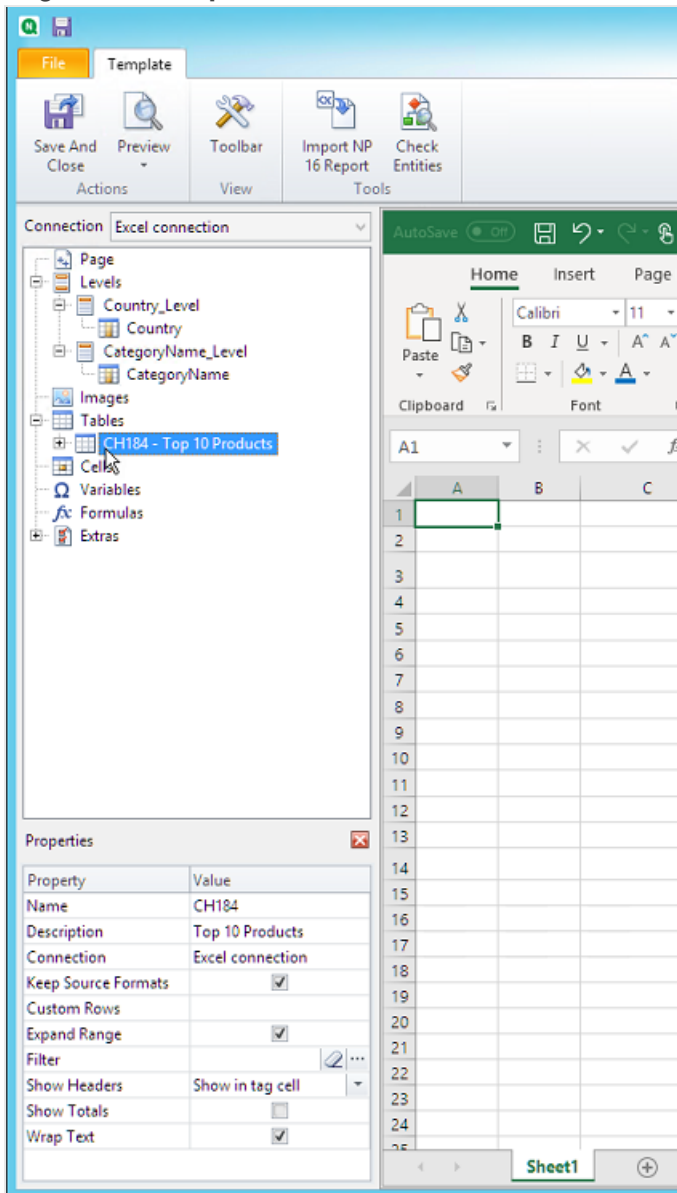 File Template
Save And Close
Preview
Toolbar
Import NP 16 Report
Check Entities
Actions View Tools
Connection Excel connection
Page
Levels
Country_Level
Country
CategoryName_Level
CategoryName
Images
Tables
CH184 - Top 10 Products
Cells
Variables
Formulas
Extras
Properties
Property Value
Name CH184
Description Top 10 Products
Connection Excel connection
Keep Source Formats
Custom Rows
Expand Range
Filter
Show Headers Show in tag cell
Show Totals
Wrap Text
AutoSave Off
Home Insert Page
Paste
Calibri 11
B I U A A
A
Clipboard Font
A1
A B C
1
2
3
4
5
6
7
8
9
10
11
12
13
14
15
16
17
18
19
20
21
22
23
24
Sheet1